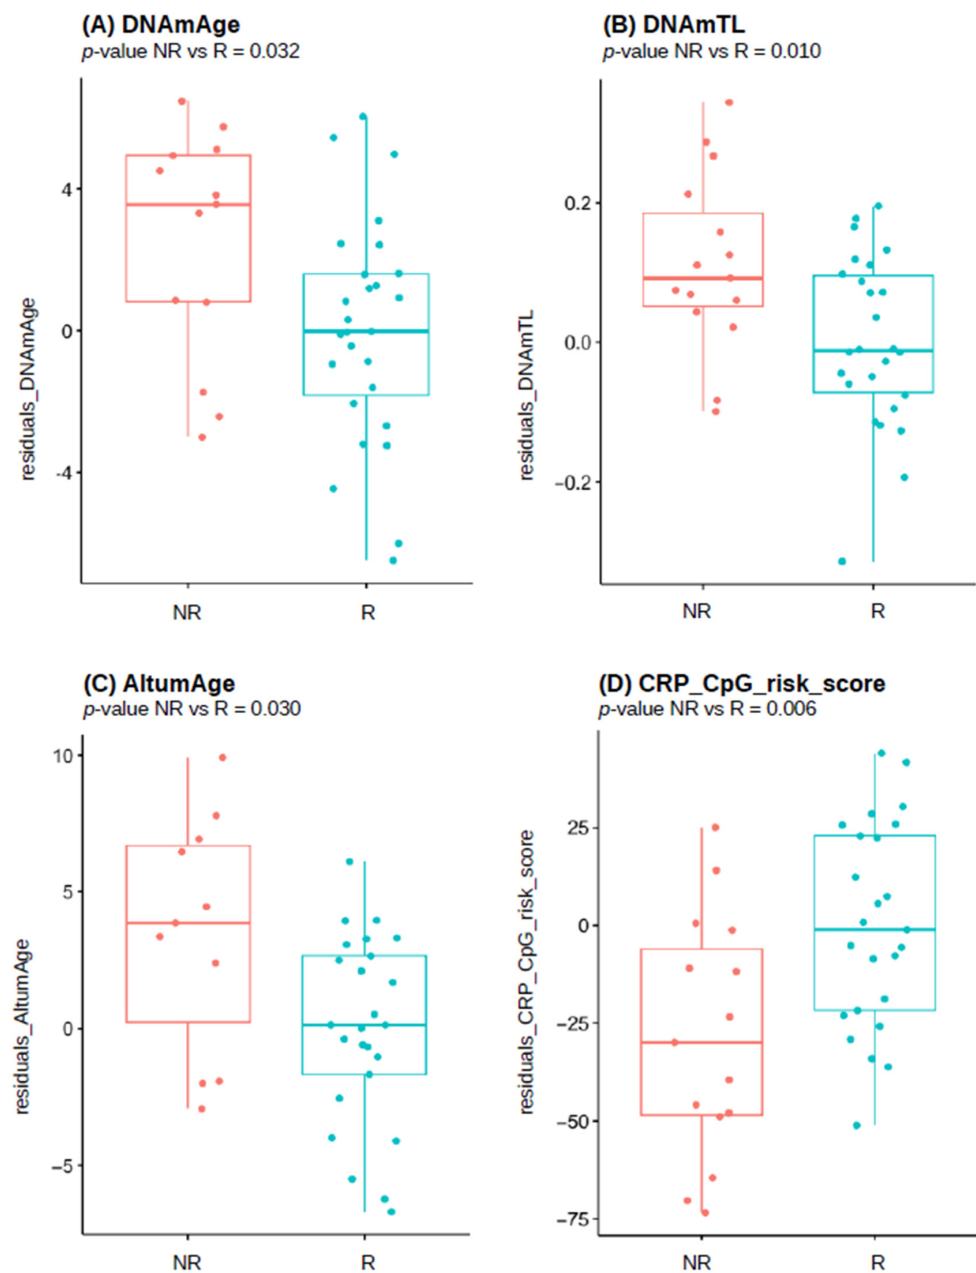 (A) DNAmAge
p-value NR vs R = 0.032
residuals_DNAmAge
4
0
-4
NR
R
(B) DNAmTL
p-value NR vs R = 0.010
residuals_DNAmTL
0.2
0.0
−0.2
NR
R
(C) AltumAge
p-value NR vs R = 0.030
residuals_AltumAge
10
5
0
−5
NR
R
(D) CRP_CpG_risk_score
p-value NR vs R = 0.006
residuals_CRP_CpG_risk_score
25
0
−25
−50
−75
NR
R